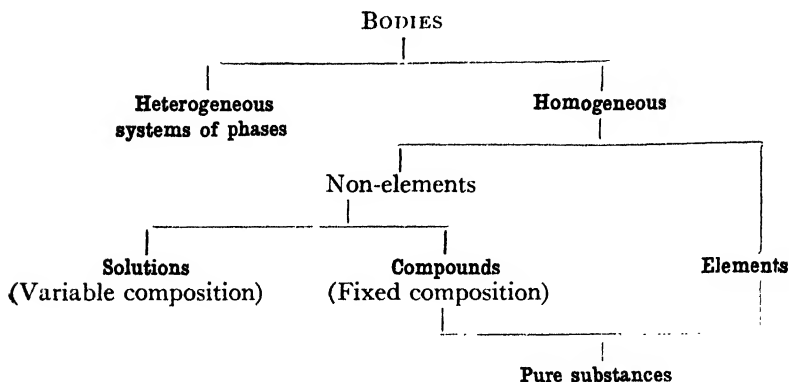 BODIES
Heterogeneous Homogeneous
systems of phases
Non-elements
Solutions Compounds Elements
(Variable composition) (Fixed composition)
Pure substances